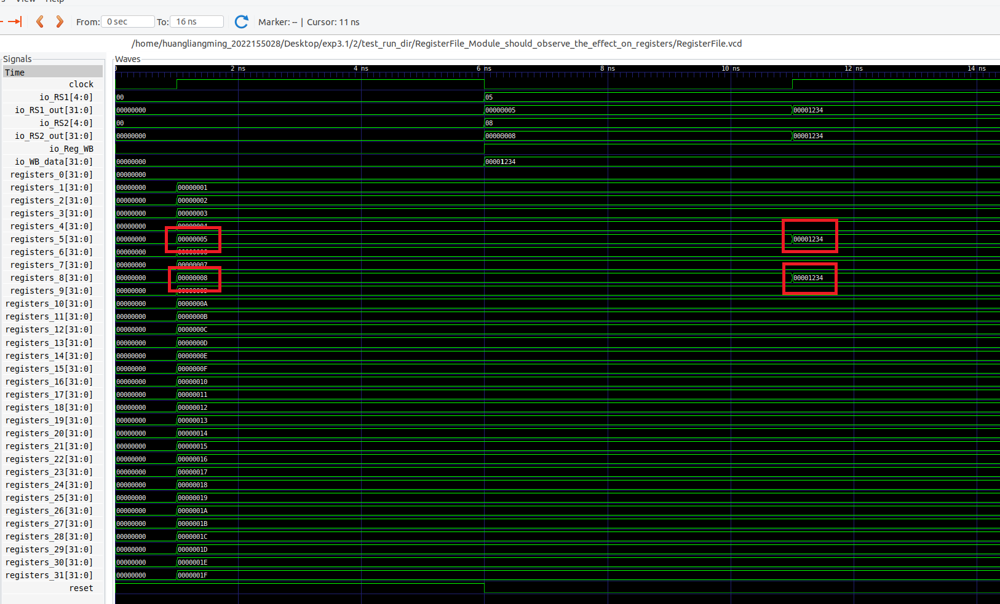 View Help
From: 0 sec To: 16 ns Marker: -- | Cursor: 11 ns
/home/huangliangming_2022155028/Desktop/exp3.1/2/test_run_dir/RegisterFile_Module_should_observe_the_effect_on_registers/RegisterFile.vcd
Signals Waves
Time 0 2 ns 4 ns 6 ns 8 ns 10 ns 12 ns 14 ns
clock
io_RS1[4:0] 00 05
io_RS1_out[31:0] 00000000 00000005 00001234
io_RS2[4:0] 00 08
io_RS2_out[31:0] 00000000 00000008 00001234
io_Reg_WB
io_WB_data[31:0] 00000000 00001234
registers_0[31:0] 00000000
registers_1[31:0] 00000000 00000001
registers_2[31:0] 00000000 00000002
registers_3[31:0] 00000000 00000003
registers_4[31:0] 00000000 00000004
registers_5[31:0] 00000000 00000005 00001234
registers_6[31:0] 00000000 00000006
registers_7[31:0] 00000000 00000007
registers_8[31:0] 00000000 00000008 00001234
registers_9[31:0] 00000000 00000009
registers_10[31:0] 00000000 0000000A
registers_11[31:0] 00000000 0000000B
registers_12[31:0] 00000000 0000000C
registers_13[31:0] 00000000 0000000D
registers_14[31:0] 00000000 0000000E
registers_15[31:0] 00000000 0000000F
registers_16[31:0] 00000000 00000010
registers_17[31:0] 00000000 00000011
registers_18[31:0] 00000000 00000012
registers_19[31:0] 00000000 00000013
registers_20[31:0] 00000000 00000014
registers_21[31:0] 00000000 00000015
registers_22[31:0] 00000000 00000016
registers_23[31:0] 00000000 00000017
registers_24[31:0] 00000000 00000018
registers_25[31:0] 00000000 00000019
registers_26[31:0] 00000000 0000001A
registers_27[31:0] 00000000 0000001B
registers_28[31:0] 00000000 0000001C
registers_29[31:0] 00000000 0000001D
registers_30[31:0] 00000000 0000001E
registers_31[31:0] 00000000 0000001F
reset